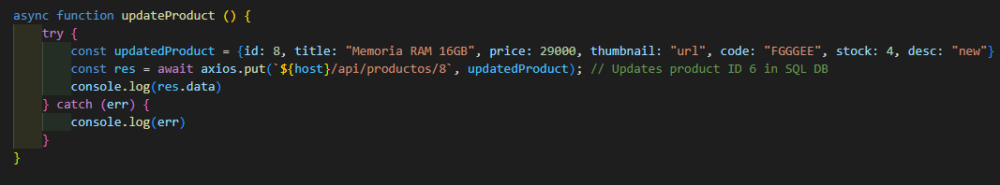 async function updateProduct () {
try {
const updatedProduct = {id: 8, title: "Memoria RAM 16GB", price: 29000, thumbnail: "url", code: "FGGGEE", stock: 4, desc: "new"}
const res = await axios.put(`${host}/api/productos/8`, updatedProduct); // Updates product ID 6 in SQL DB
console.log(res.data)
} catch (err) {
console.log(err)
}
}